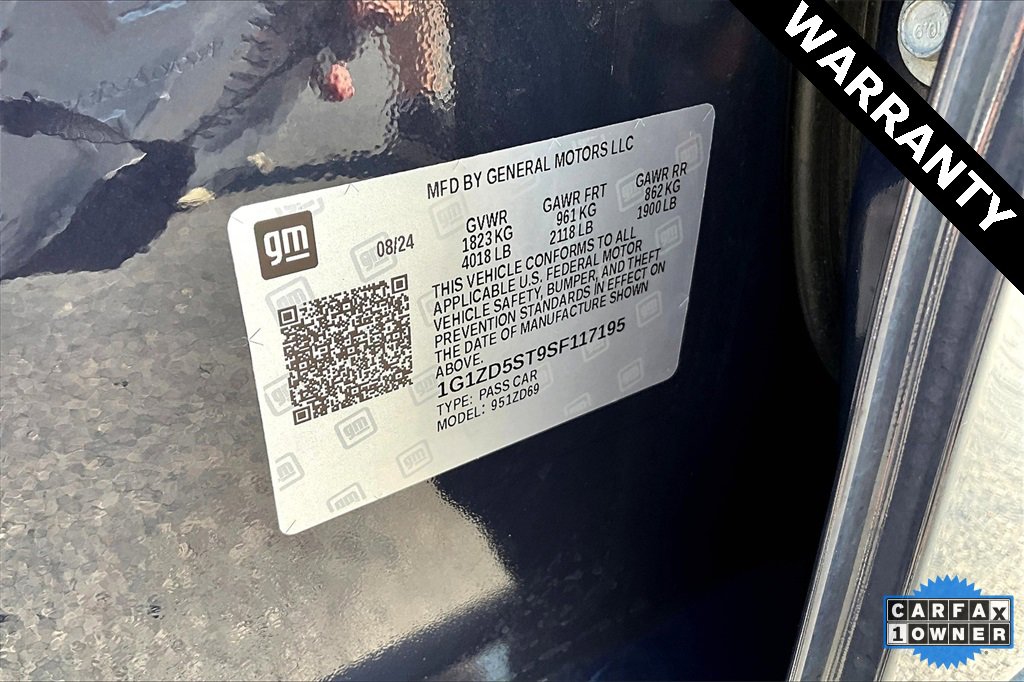 WARRANTY
MFD BY GENERAL MOTORS LLC
gm
08/24
GVWR
1823 KG
4018 LB
GAWR FRT
961 KG
2118 LB
GAWR RR
862 KG
1900 LB
THIS VEHICLE CONFORMS TO ALL
APPLICABLE U.S. FEDERAL MOTOR
VEHICLE SAFETY, BUMPER, AND THEFT
PREVENTION STANDARDS IN EFFECT ON
THE DATE OF MANUFACTURE SHOWN
ABOVE.
1G1ZD5ST9SF117195
TYPE: PASS CAR
MODEL: 951ZD69
CARFAX
1 OWNER